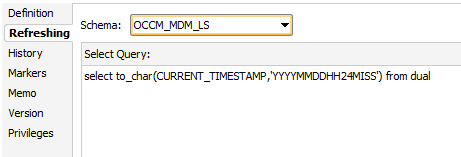 Definition
Refreshing
History
Markers
Memo
Version
Privileges
Schema: OCCM_MDM_LS
Select Query:
select to_char(CURRENT_TIMESTAMP,'YYYYMMDDHH24MISS') from dual